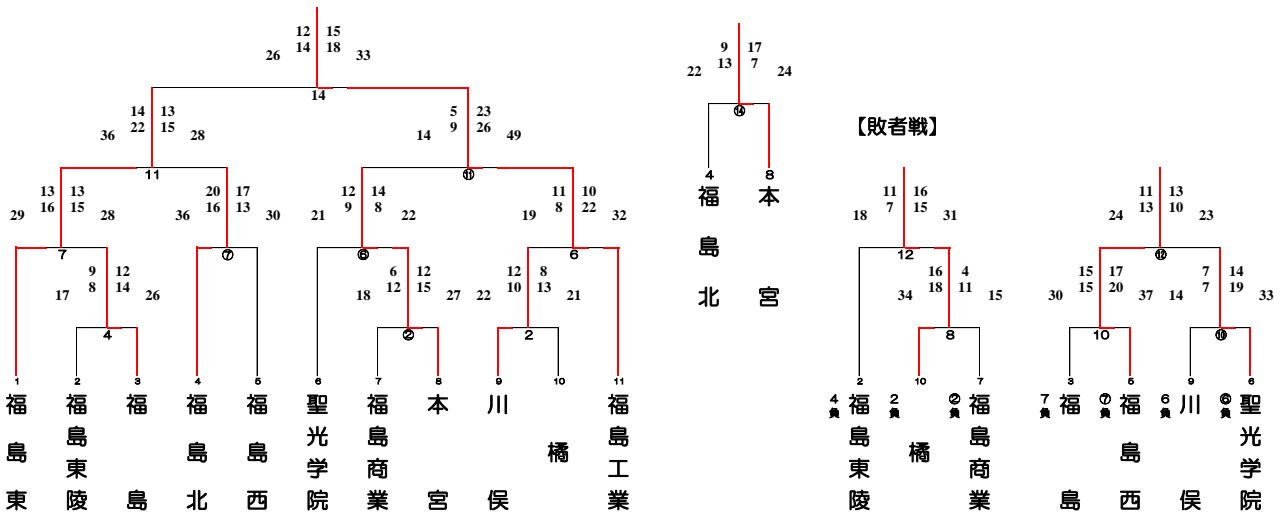 12 15
14 18
26 33
14
14 13
22 15
36 28
11
5 23
9 26
14 49
⑪
13 13
16 15
29 28
7
20 17
16 13
36 30
⑦
12 14
9 8
21 22
⑥
11 10
8 22
19 32
6
9 12
8 14
17 26
4
6 12
12 15
18 27
②
12 8
10 13
22 21
2
1 2 3 4 5 6 7 8 9 10 11
福島東
福島東陵
福島
福島北
福島西
聖光学院
福島商業
本宮
川俣
橘
福島工業
9 17
13 7
22 24
⑭
4 8
福島北
本宮
【敗者戦】
11 16
7 15
18 31
12
16 4
18 11
34 15
8
2 10 7
4負 福島東陵
2負 橘
②負 福島商業
11 13
13 10
24 23
⑫
15 17
15 20
30 37
10
7 14
7 19
14 33
⑩
3 5 9 6
7負 福島
⑦負 福島西
6負 川俣
⑥負 聖光学院